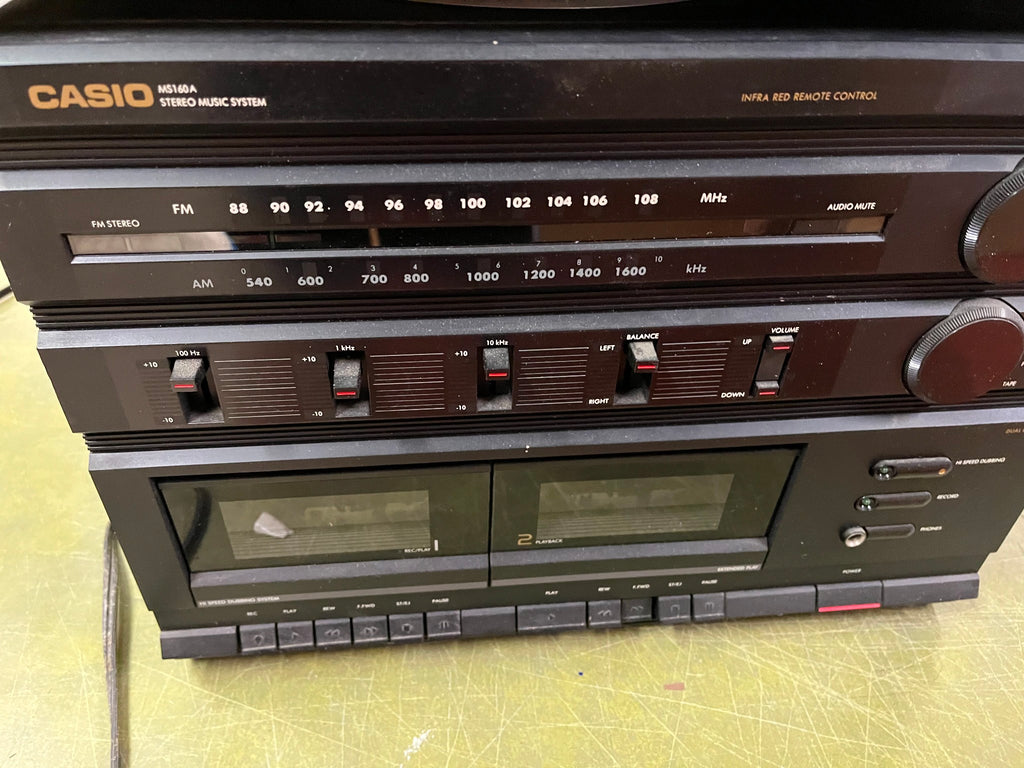 CASIO MS160A
STEREO MUSIC SYSTEM
INFRA RED REMOTE CONTROL
FM 88 90 92 94 96 98 100 102 104 106 108 MHz
FM STEREO
AUDIO MUTE
0 1 2 3 4 5 6 7 8 9 10
AM 540 600 700 800 1000 1200 1400 1600 kHz
100 Hz 1 kHz 10 kHz BALANCE VOLUME
+10 +10 +10 LEFT UP
-10 -10 -10 RIGHT DOWN
TAPE
DUAL
HI SPEED DUBBING
RECORD
PHONES
REC/PLAY 1
2 PLAYBACK
HI SPEED DUBBING SYSTEM
EXTENDED PLAY
REC PLAY REW F.FWD ST/EJ PAUSE PLAY REW F.FWD ST/EJ PAUSE POWER